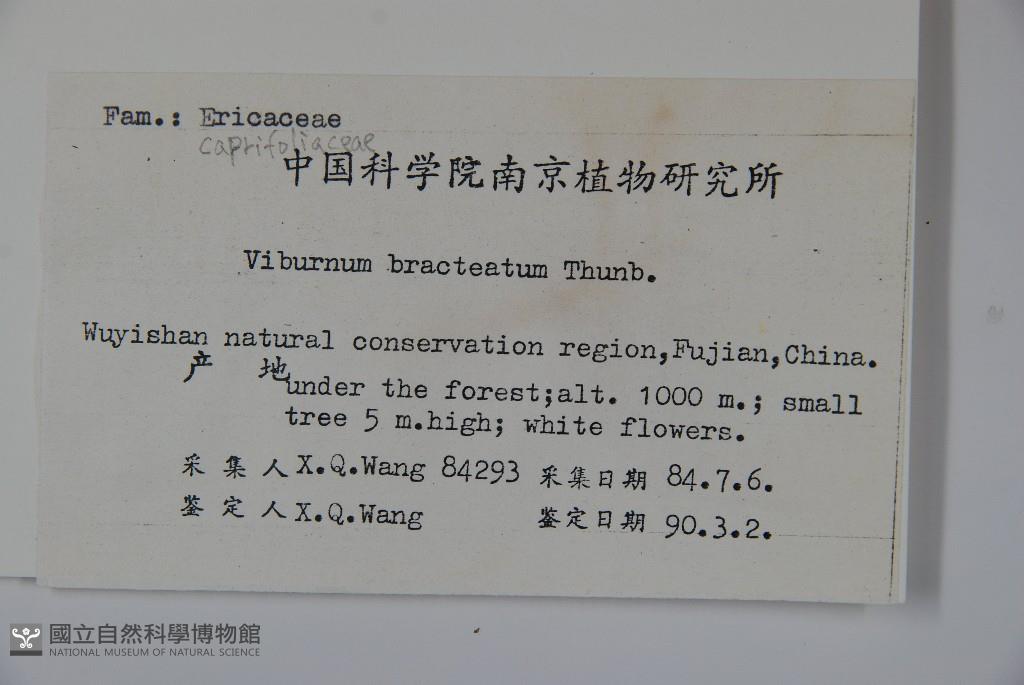 Fam.: Ericaceae
caprifoliaceae
中国科学院南京植物研究所
Viburnum bracteatum Thunb.
Wuyishan natural conservation region,Fujian,China.
产 地
under the forest;alt. 1000 m.; small
tree 5 m.high; white flowers.
采 集 人 X.Q.Wang 84293 采集日期 84.7.6.
鉴 定 人 X.Q.Wang 鉴定日期 90.3.2.
國立自然科學博物館
NATIONAL MUSEUM OF NATURAL SCIENCE